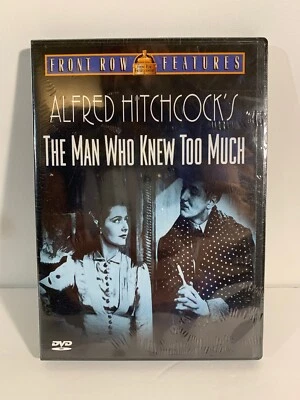 FRONT ROW FEATURES
ALFRED HITCHCOCK'S
THE MAN WHO KNEW TOO MUCH
DVD